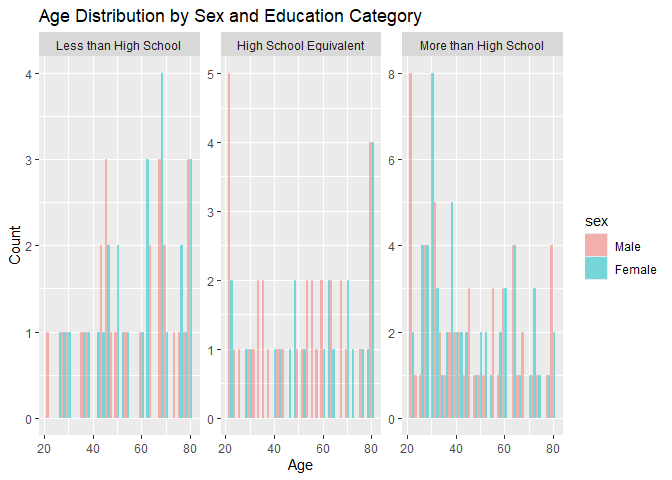 Age Distribution by Sex and Education Category
Less than High School
High School Equivalent
More than High School
4
3
2
1
0
5
4
3
2
1
0
8
6
4
2
0
Count
20 40 60 80
20 40 60 80
20 40 60 80
Age
sex
Male
Female